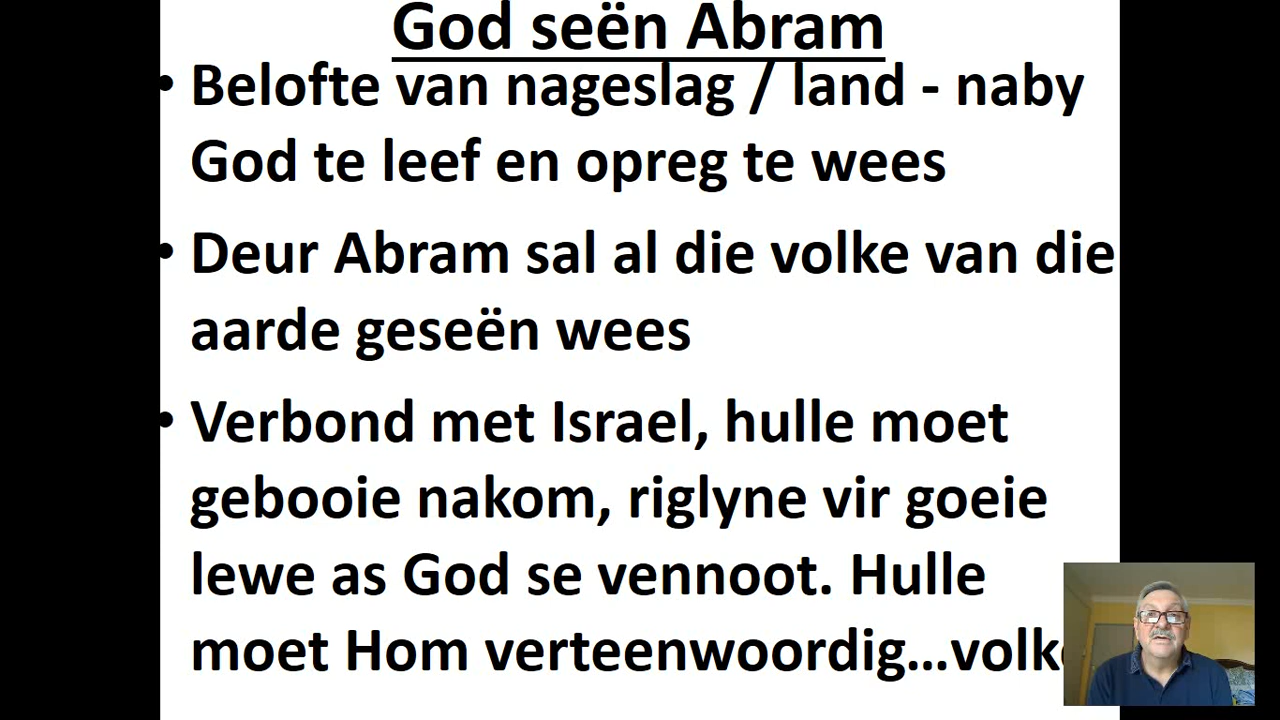 God seën Abram
• Belofte van nageslag / land - naby
God te leef en opreg te wees
• Deur Abram sal al die volke van die
aarde geseën wees
• Verbond met Israel, hulle moet
gebooie nakom, riglyne vir goeie
lewe as God se vennoot. Hulle
moet Hom verteenwoordig...